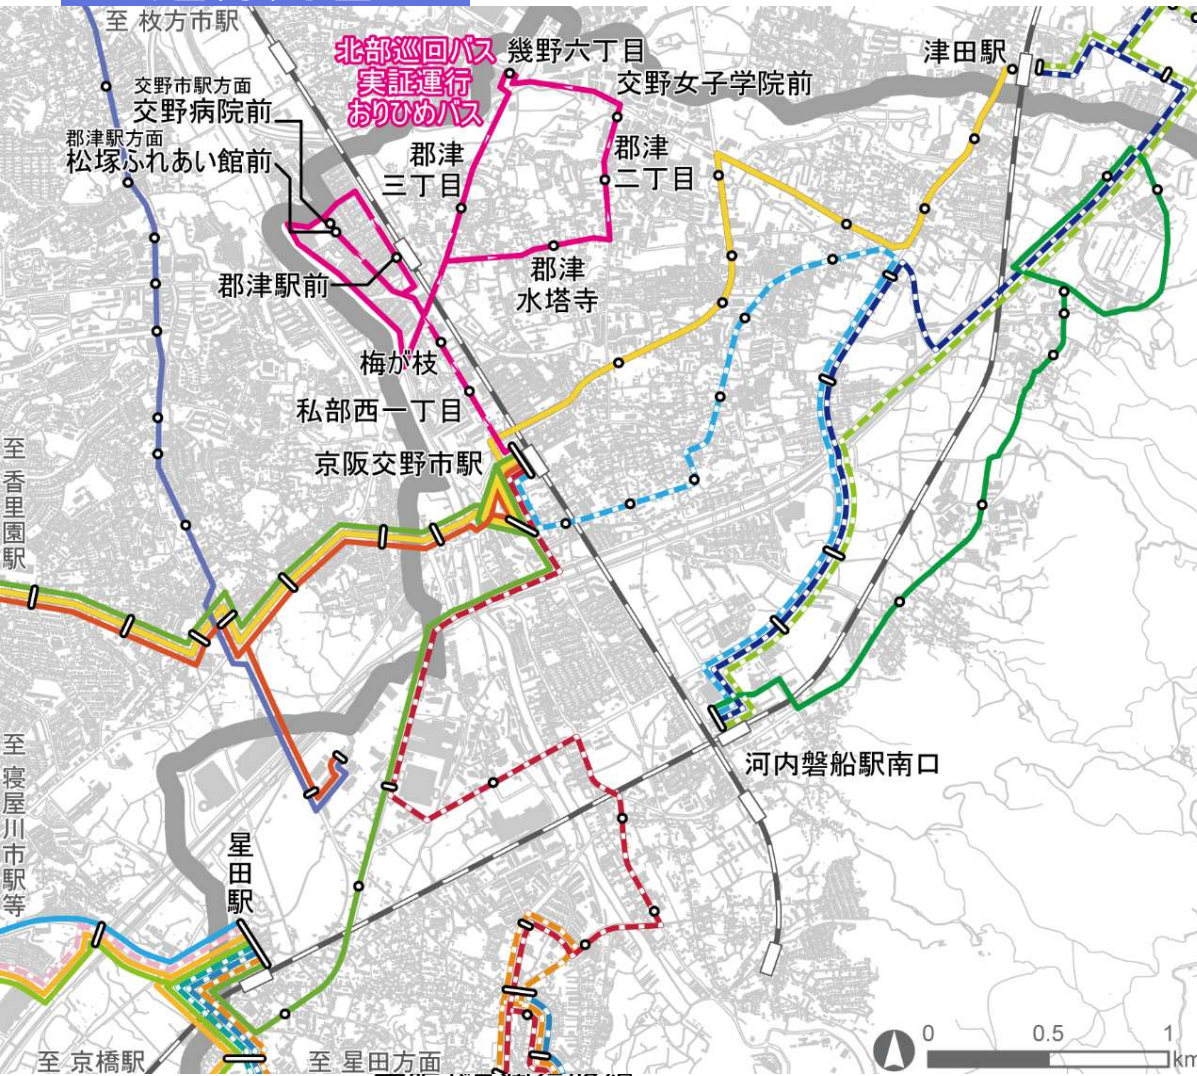 至 枚方市駅
北部巡回バス
実証運行
おりひめバス
幾野六丁目
交野女子学院前
津田駅
交野市駅方面
交野病院前
郡津駅方面
松塚ふれあい館前
郡津
三丁目
郡津
二丁目
郡津駅前
郡津
水塔寺
梅が枝
私部西一丁目
京阪交野市駅
至 香里園駅
河内磐船駅南口
至 寝屋川市駅等
星田駅
至 京橋駅
至 星田方面
0
0.5
1
km